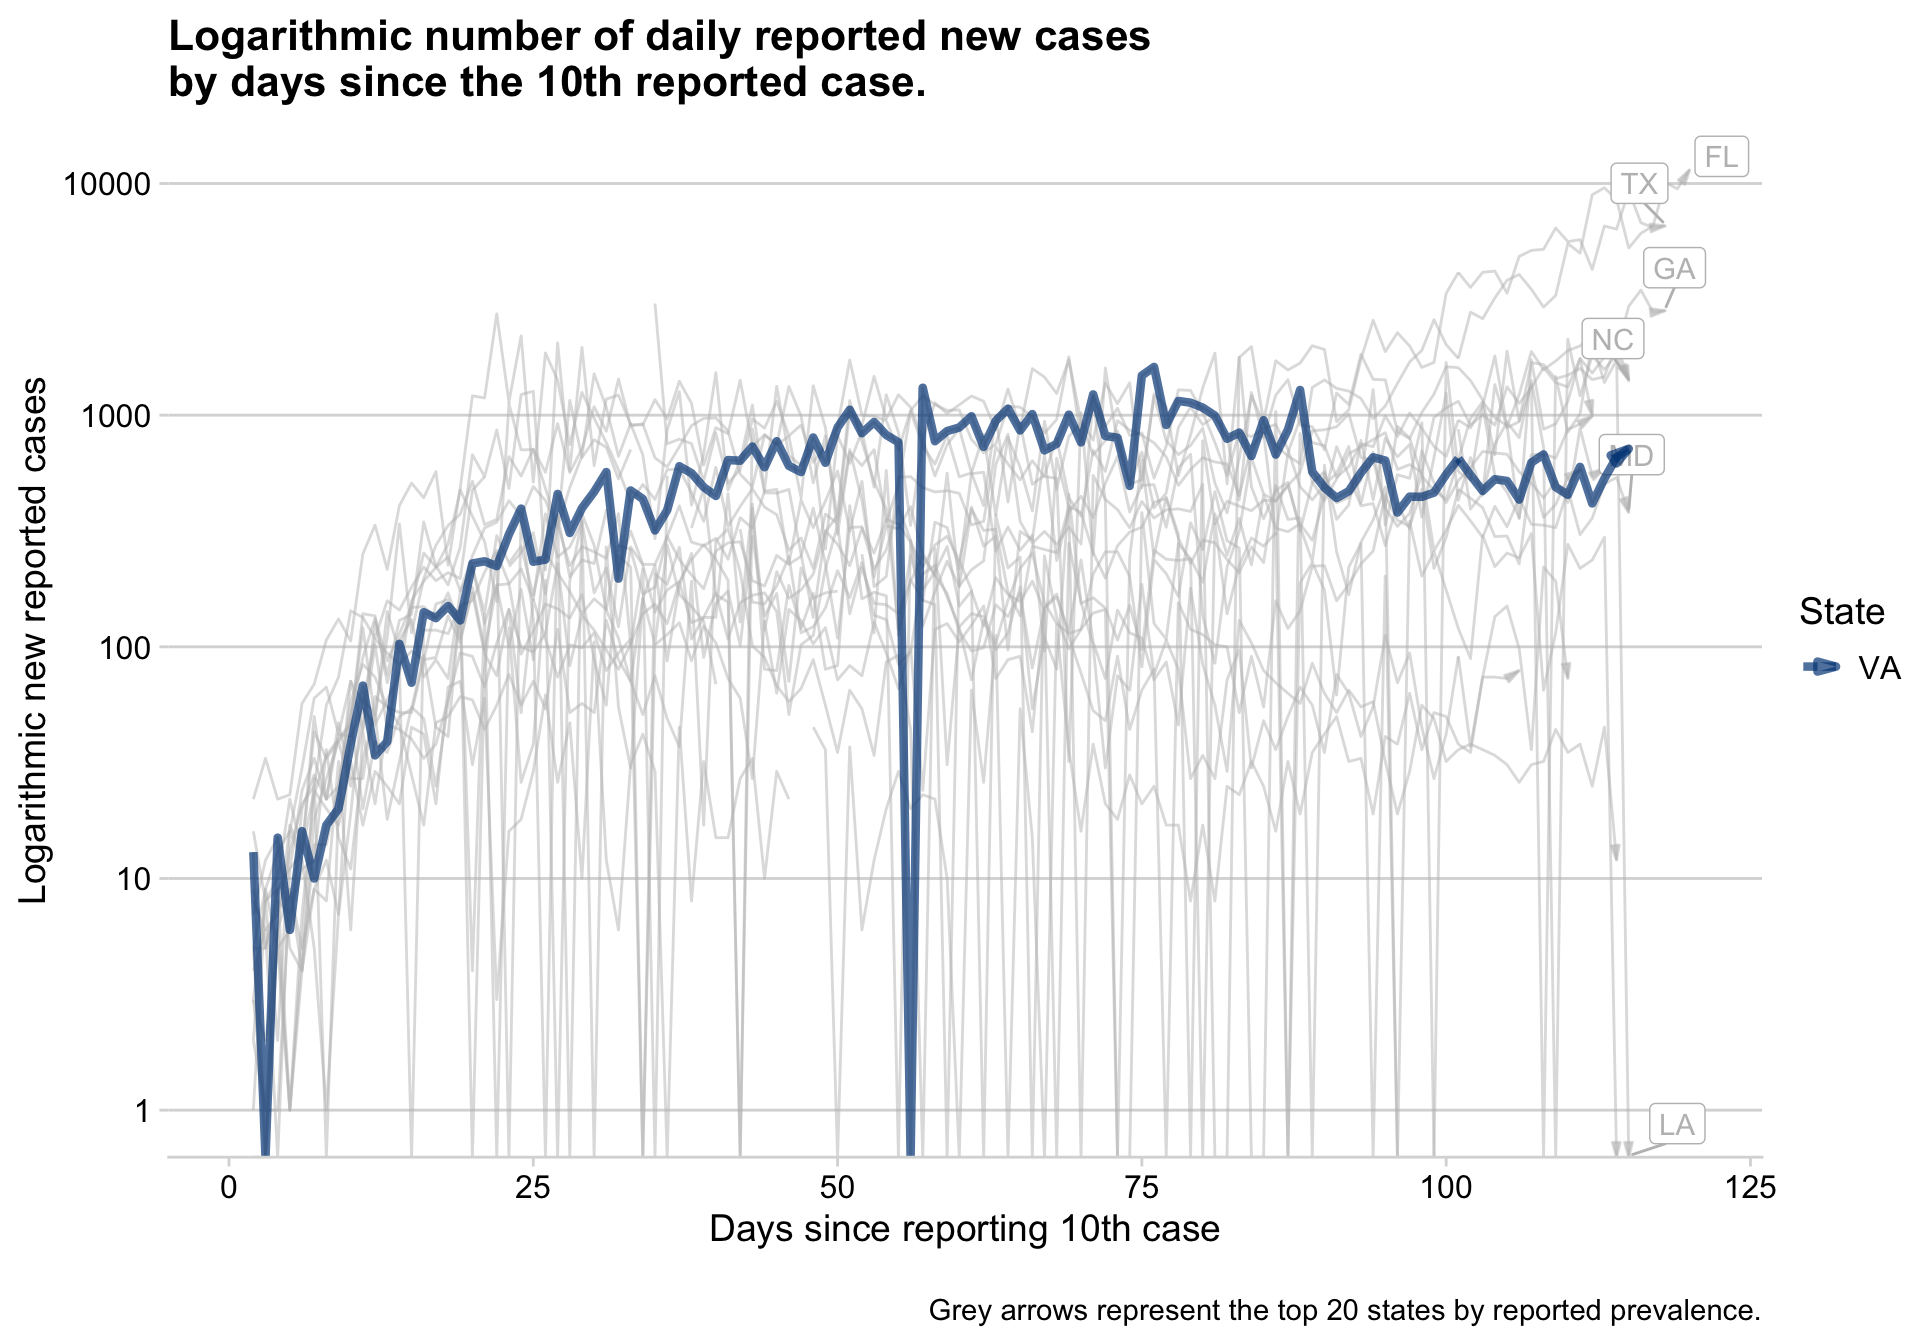 Logarithmic number of daily reported new cases
by days since the 10th reported case.
Logarithmic new reported cases
10000
1000
100
10
1
FL
TX
GA
NC
MD
LA
State
VA
0
25
50
75
100
125
Days since reporting 10th case
Grey arrows represent the top 20 states by reported prevalence.